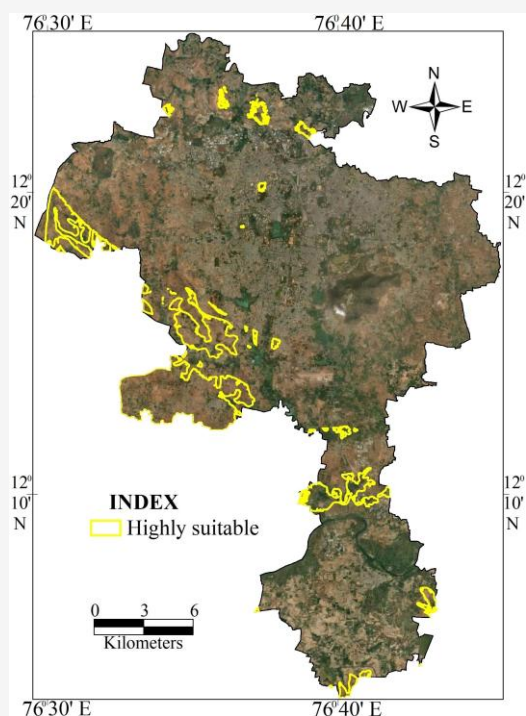 76° 30' E
76° 40' E
N
W
E
S
12°
20'
N
12°
20'
N
12°
10'
N
12°
10'
N
INDEX
Highly suitable
0 3 6
Kilometers
76° 30' E
76° 40' E